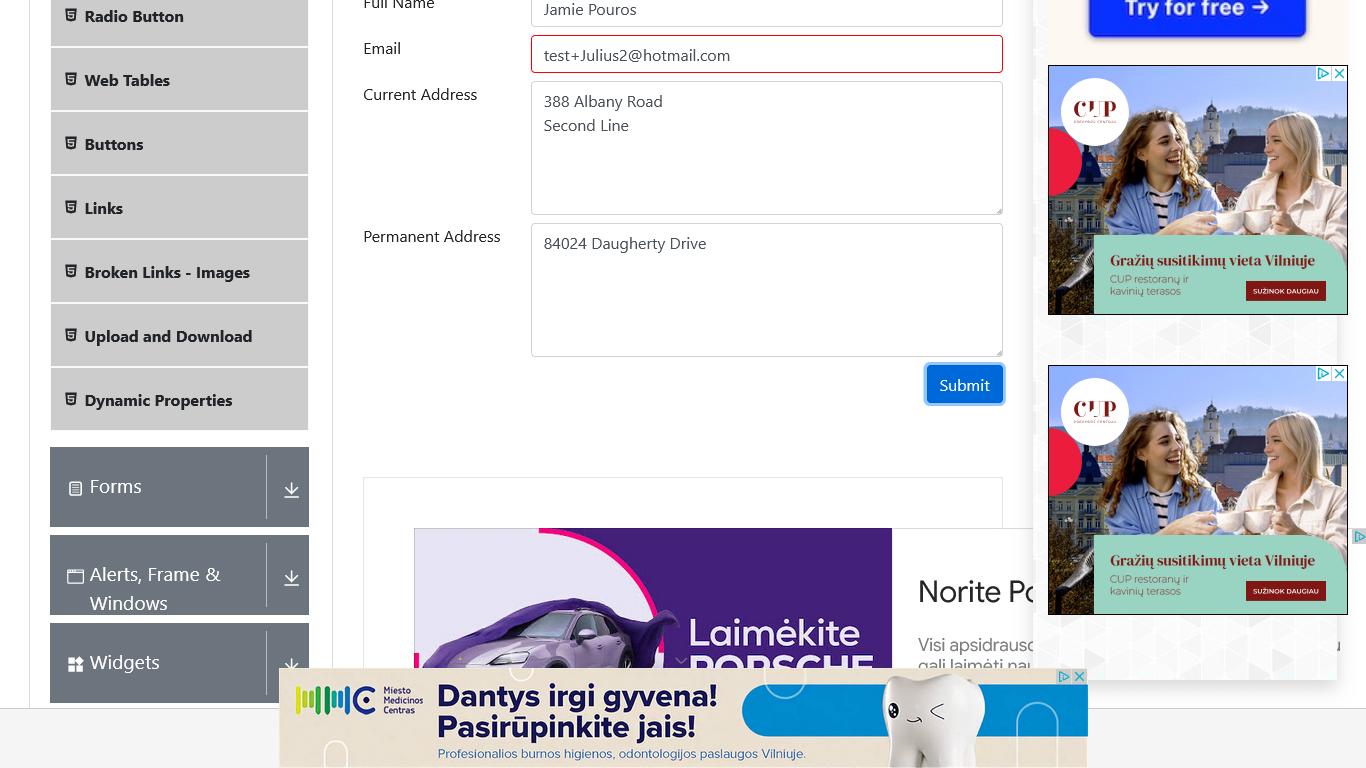 Radio Button
Web Tables
Buttons
Links
Broken Links - Images
Upload and Download
Dynamic Properties
Forms
Alerts, Frame &
Windows
Widgets
Full Name
Jamie Pouros
Email
test+Julius2@hotmail.com
Current Address
388 Albany Road
Second Line
Permanent Address
84024 Daugherty Drive
Submit
Laimėkite
PORSCHE
Norite Po
Visi apsidrausc
gali laimėti nau
u
Try for free →
CUP
Gražių susitikimų vieta Vilniuje
CUP restoranų ir
kavinių terasos
SUŽINOK DAUGIAU
CUP
Gražių susitikimų vieta Vilniuje
CUP restoranų ir
kavinių terasos
SUŽINOK DAUGIAU
Miesto
Medicinos
Centras
Dantys irgi gyvena!
Pasirūpinkite jais!
Profesionalios burnos higienos, odontologijos paslaugos Vilniuje.